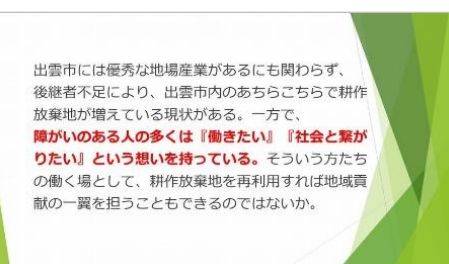 出雲市には優秀な地場産業があるにも関わらず、
後継者不足により、出雲市内のあちらこちらで耕作
放棄地が増えている現状がある。一方で、
障がいのある人の多くは『働きたい』『社会と繋が
りたい』という想いを持っている。そういう方たち
の働く場として、耕作放棄地を再利用すれば地域貢
献の一翼を担うこともできるのではないか。